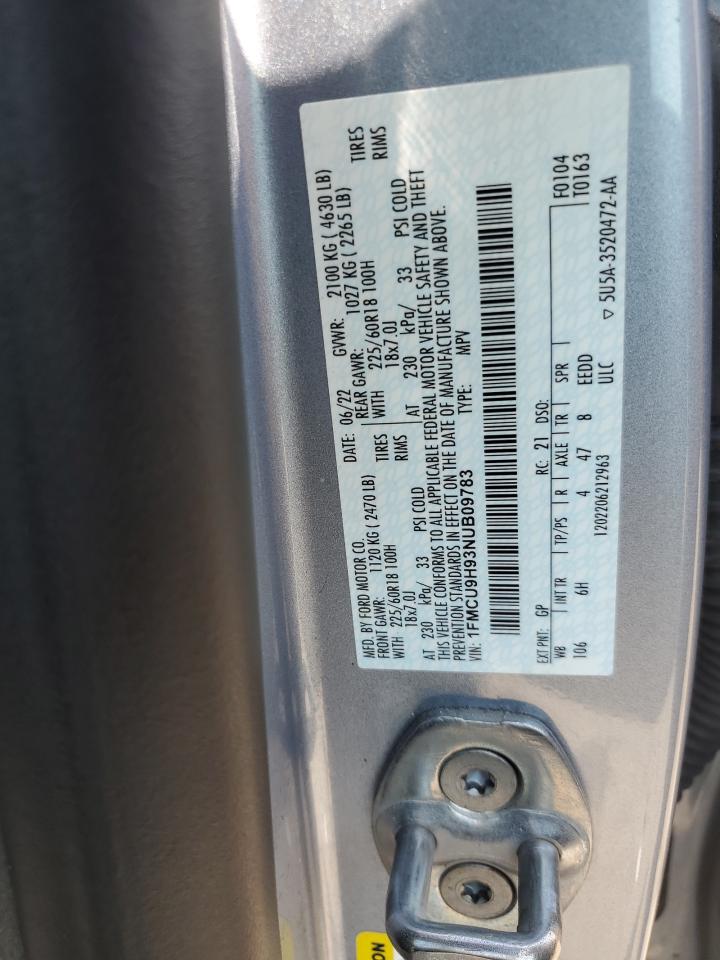 MFD. BY FORD MOTOR CO.
DATE: 06/22 GVWR: 2100 KG ( 4630 LB)
FRONT GAWR: 1120 KG ( 2470 LB) REAR GAWR: 1027 KG ( 2265 LB)
WITH 225/60R18 100H TIRES WITH 225/60R18 100H TIRES
18x7.0J RIMS 18x7.0J RIMS
AT 230 kPa/ 33 PSI COLD AT 230 kPa/ 33 PSI COLD
THIS VEHICLE CONFORMS TO ALL APPLICABLE FEDERAL MOTOR VEHICLE SAFETY AND THEFT
PREVENTION STANDARDS IN EFFECT ON THE DATE OF MANUFACTURE SHOWN ABOVE.
VIN: 1FMCU9H93NUB09783 TYPE: MPV
EXT PNT: GP RC: 21 DSO: F0104
WB INT TR TP/PS R AXLE TR SPR T0163
106 6H 4 47 8 EEDD
1202206212963 ULC ▽ 5U5A-3520472-AA
ON